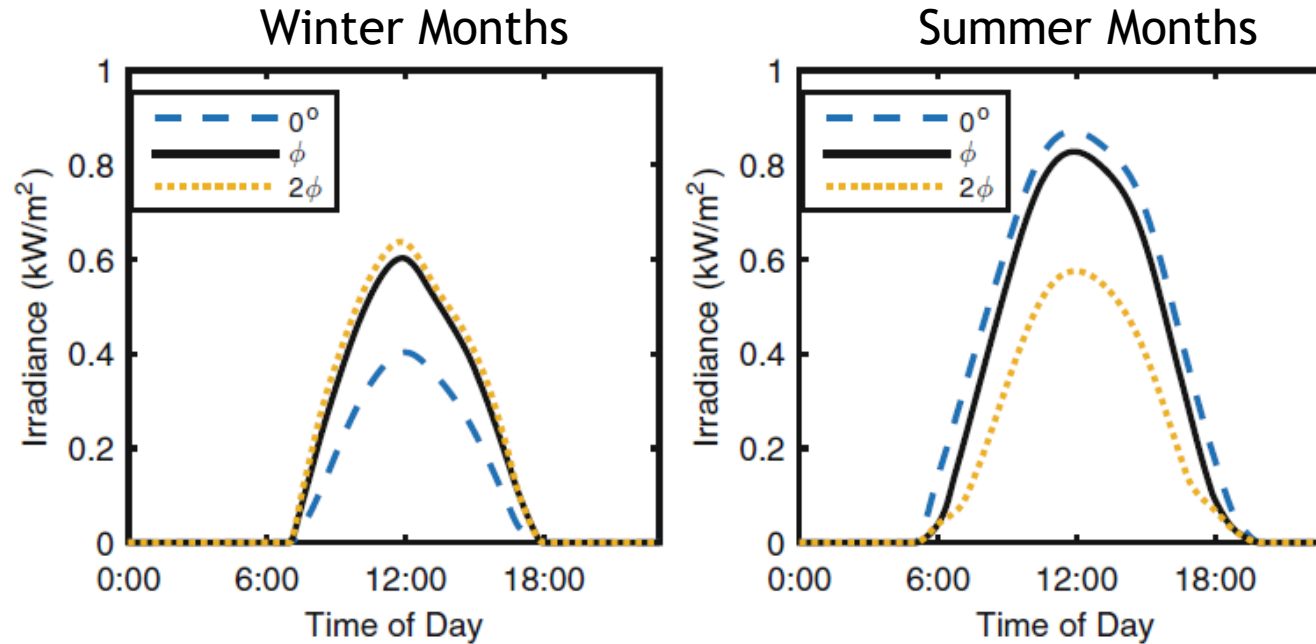 Winter Months
1
0.8
0.6
0.4
0.2
0
Irradiance (kW/m²)
0°
ϕ
2ϕ
0:00 6:00 12:00 18:00
Time of Day
Summer Months
1
0.8
0.6
0.4
0.2
0
Irradiance (kW/m²)
0°
ϕ
2ϕ
0:00 6:00 12:00 18:00
Time of Day